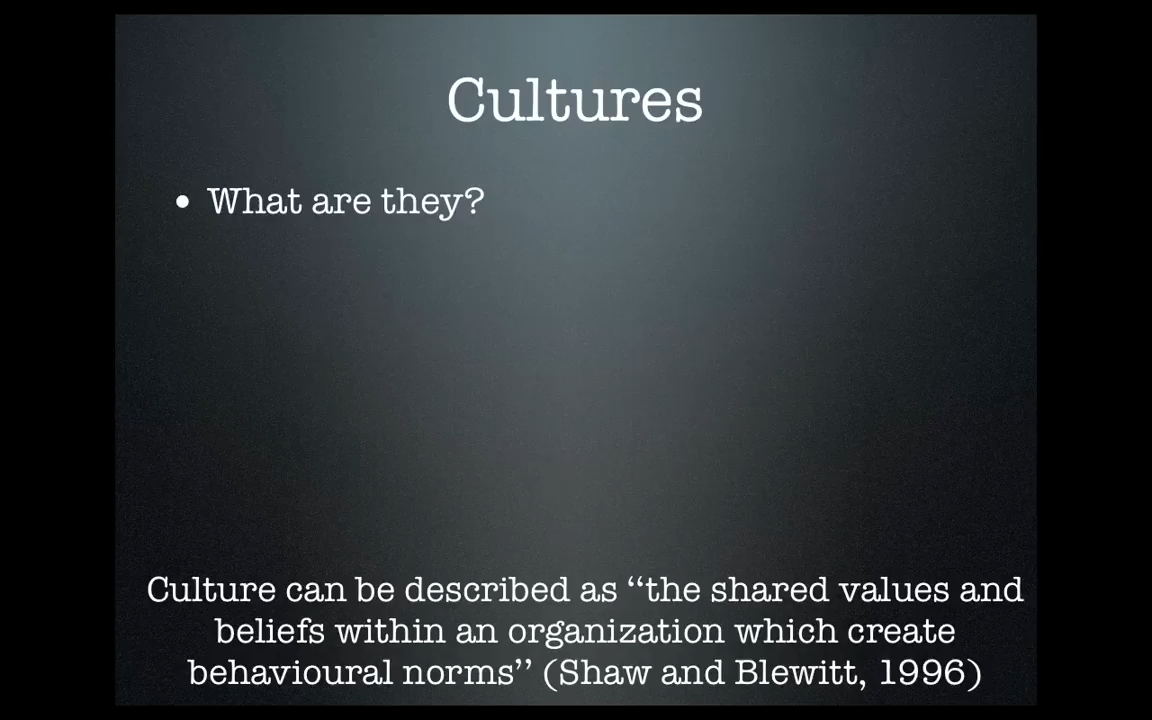 Cultures
• What are they?
Culture can be described as ‘‘the shared values and
beliefs within an organization which create
behavioural norms’’ (Shaw and Blewitt, 1996)